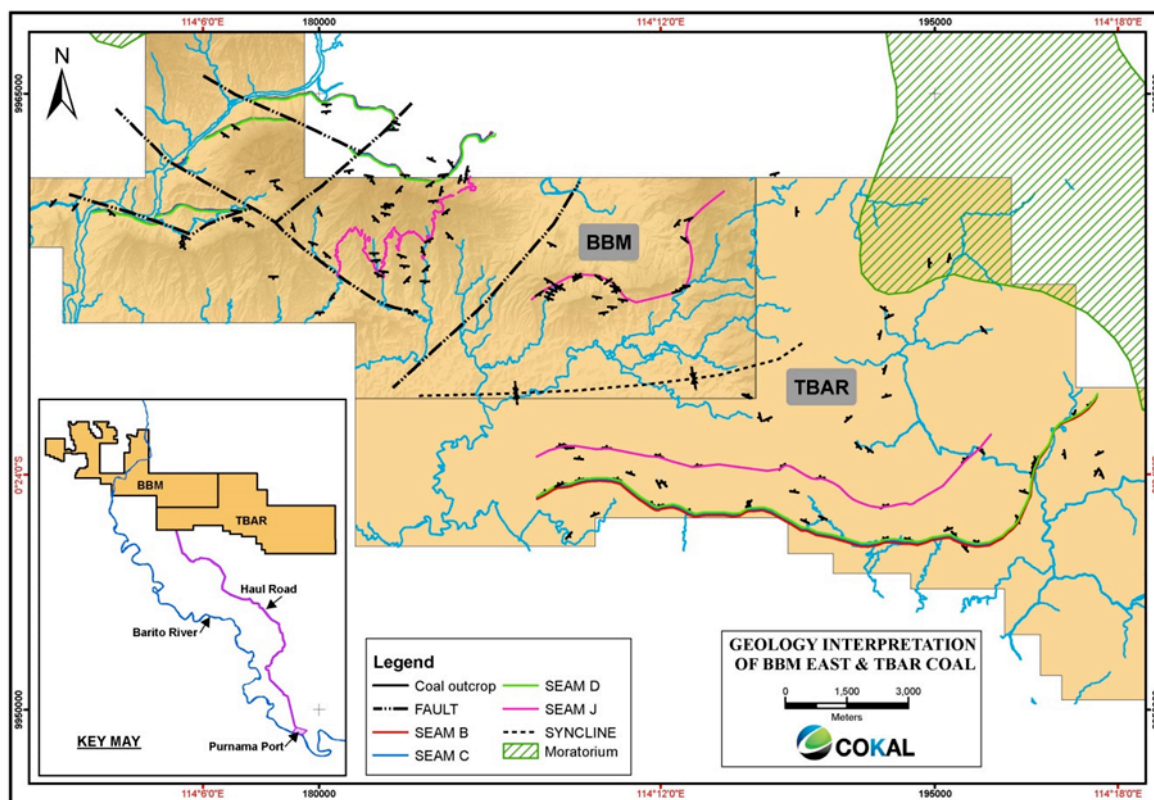 114°6'0"E
180000
114°12'0"E
195000
114°18'0"E
N
9965000
BBM
TBAR
0°24'0"S
9950000
BBM
TBAR
Haul Road
Barito River
KEY MAY
Purnama Port
Legend
Coal outcrop
FAULT
SEAM B
SEAM C
SEAM D
SEAM J
SYNCLINE
Moratorium
GEOLOGY INTERPRETATION
OF BBM EAST & TBAR COAL
0 1,500 3,000
Meters
COKAL
114°6'0"E
180000
114°12'0"E
195000
114°18'0"E